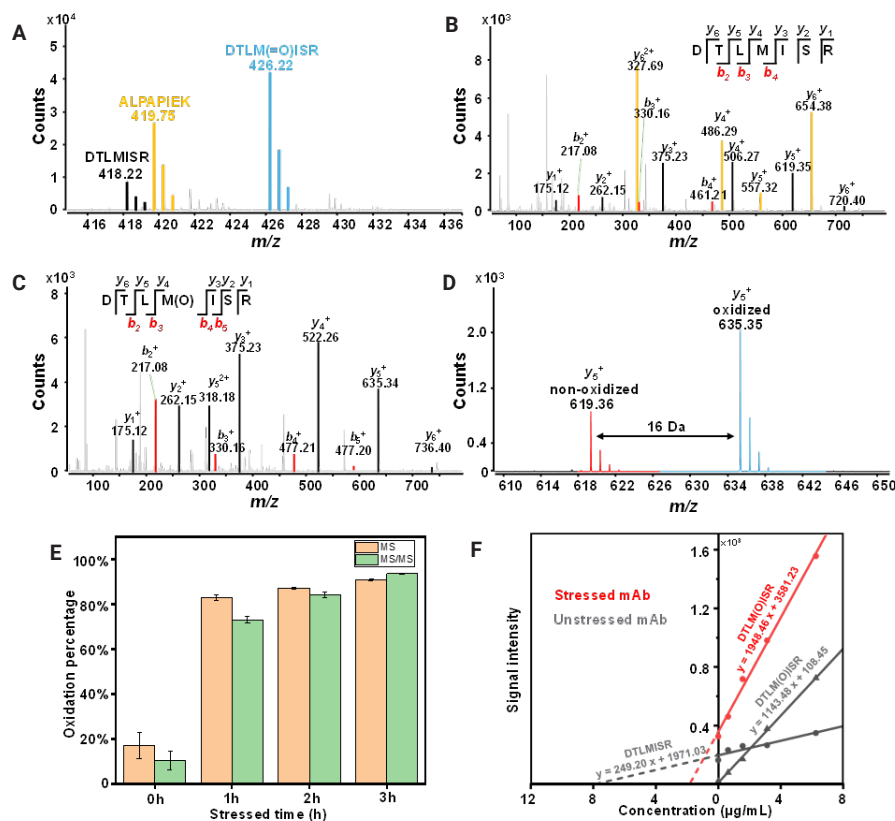 A
×10⁴
5
4
3
2
1
0
Counts
DTLMISR
418.22
ALPAPIEK
419.75
DTLM(=O)ISR
426.22
416 420 424 428 430 432 436
m/z
B
×10³
8
6
4
2
0
Counts
y₆ y₅ y₄ y₃ y₂ y₁
D T L M I S R
b₂ b₃ b₄
y₁⁺
175.12
b₂⁺
217.08
y₂⁺
262.15
y₆²⁺
327.69
b₃⁺
330.16
y₃⁺
375.23
b₄⁺
461.21
y₄⁺
486.29
y₄⁺
506.27
y₅⁺
557.32
y₅⁺
619.35
y₆⁺
654.38
y₆⁺
720.40
100 200 300 400 500 600 700
m/z
C
×10³
8
6
4
2
0
Counts
y₆ y₅ y₄ y₃ y₂ y₁
D T L M(O) I S R
b₂ b₃ b₄ b₅
y₁⁺
175.12
b₂⁺
217.08
y₂⁺
262.15
y₅²⁺
318.18
b₃⁺
330.16
y₃⁺
375.23
b₄⁺
477.21
y₄⁺
522.26
b₅⁺
477.20
y₅⁺
635.34
y₆⁺
736.40
100 200 300 400 500 600 700
m/z
D
×10³
2.0
1.2
0.4
0
Counts
y₅⁺
non-oxidized
619.36
16 Da
y₅⁺
oxidized
635.35
610 614 618 622 626 630 634 638 642 646 650
m/z
E
100%
80%
60%
40%
20%
0
Oxidation percentage
MS
MS/MS
0h 1h 2h 3h
Stressed time (h)
F
×10³
1.6
1.2
0.8
0.4
Signal intensity
Stressed mAb
Unstressed mAb
DTLM(O)ISR
y = 1948.46 x + 3581.23
DTLM(O)ISR
y = 1143.48 x + 108.45
DTLMISR
y = 249.20 x + 1971.03
12 8 4 0 4 8
Concentration (μg/mL)